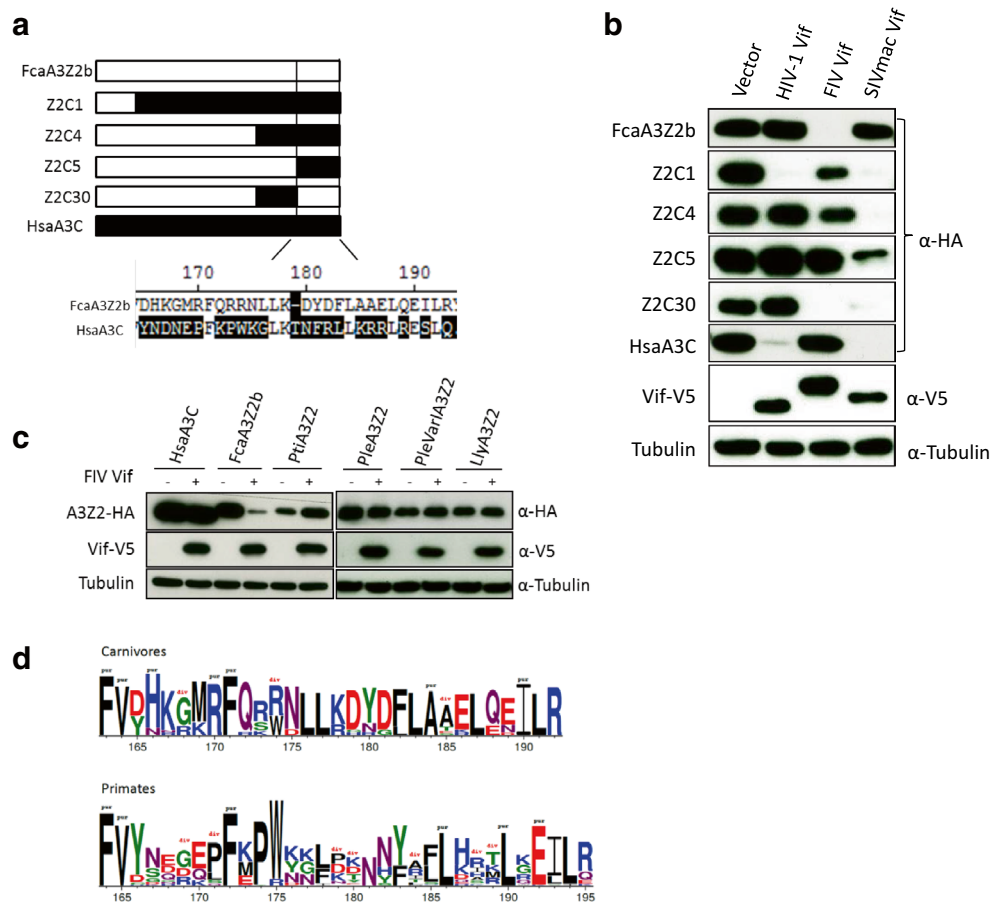 a
FcaA3Z2b
Z2C1
Z2C4
Z2C5
Z2C30
HsaA3C
170 180 190
FcaA3Z2b DHKGMRFQRRNLLK-DYDFLAAELQEILR
HsaA3C YNDNEPFKPWKGLKTNFRLLKRRLRESLQ
b
Vector HIV-1 Vif FIV Vif SIVmac Vif
FcaA3Z2b
Z2C1
Z2C4
Z2C5
Z2C30
HsaA3C
α-HA
Vif-V5 α-V5
Tubulin α-Tubulin
c
HsaA3C FcaA3Z2b PtiA3Z2 PleA3Z2 PleVarIA3Z2 LlyA3Z2
FIV Vif - + - + - + - + - + - +
A3Z2-HA α-HA
Vif-V5 α-V5
Tubulin α-Tubulin
d
Carnivores
165 170 175 180 185 190
Primates
165 170 175 180 185 190 195